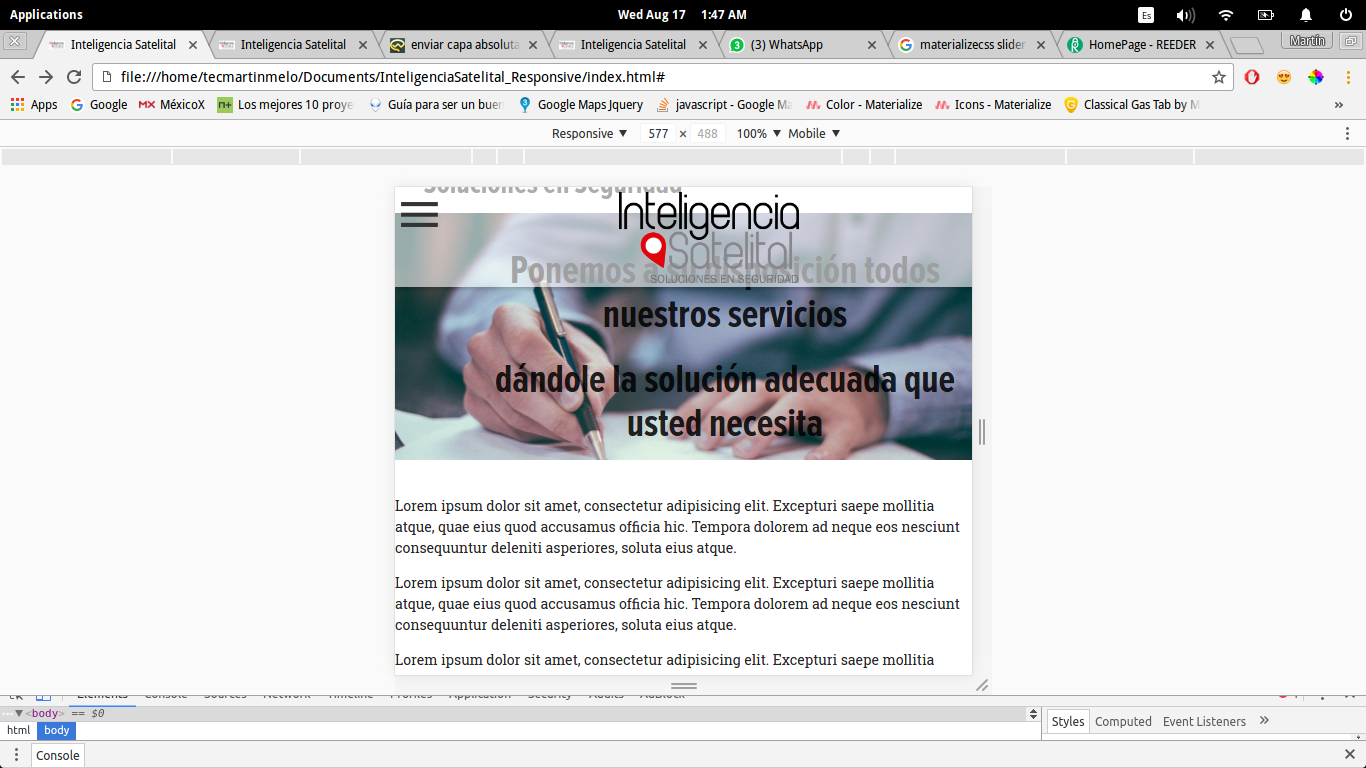 Applications
Wed Aug 17 1:47 AM
Es
Inteligencia Satelital
Inteligencia Satelital
enviar capa absoluta
Inteligencia Satelital
(3) WhatsApp
materializecss slider
HomePage - REEDER
Martin
file:///home/tecmartinmelo/Documents/InteligenciaSatelital_Responsive/index.html#
Apps
Google
MX MéxicoX
n+ Los mejores 10 proye
Guía para ser un buen
Google Maps Jquery
javascript - Google Ma
Color - Materialize
Icons - Materialize
Classical Gas Tab by M
»
Responsive ▼ 577 × 488 100% ▼ Mobile ▼
Soluciones en Seguridad
Inteligencia
Satelital
SOLUCIONES EN SEGURIDAD
Ponemos a su disposición todos
nuestros servicios
dándole la solución adecuada que
usted necesita
Lorem ipsum dolor sit amet, consectetur adipisicing elit. Excepturi saepe mollitia
atque, quae eius quod accusamus officia hic. Tempora dolorem ad neque eos nesciunt
consequuntur deleniti asperiores, soluta eius atque.
Lorem ipsum dolor sit amet, consectetur adipisicing elit. Excepturi saepe mollitia
atque, quae eius quod accusamus officia hic. Tempora dolorem ad neque eos nesciunt
consequuntur deleniti asperiores, soluta eius atque.
Lorem ipsum dolor sit amet, consectetur adipisicing elit. Excepturi saepe mollitia
Elements Console Sources Network Timeline Profiles Application Security Audits AdBlock
… ▼ <body> == $0
html body
Styles Computed Event Listeners »
Console